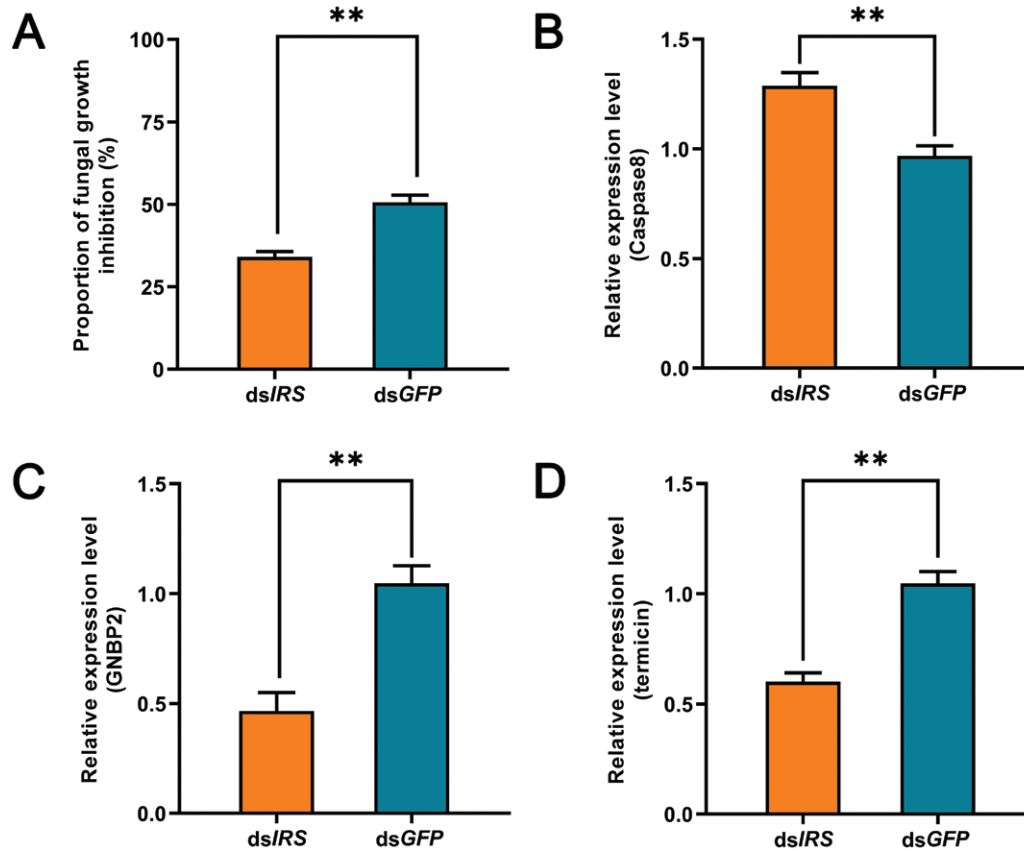 A
Proportion of fungal growth
inhibition (%)
100
75
50
25
0
**
dsIRS
dsGFP
B
Relative expression level
(Caspase8)
1.5
1.0
0.5
0.0
**
dsIRS
dsGFP
C
Relative expression level
(GNBP2)
1.5
1.0
0.5
0.0
**
dsIRS
dsGFP
D
Relative expression level
(termicin)
1.5
1.0
0.5
0.0
**
dsIRS
dsGFP